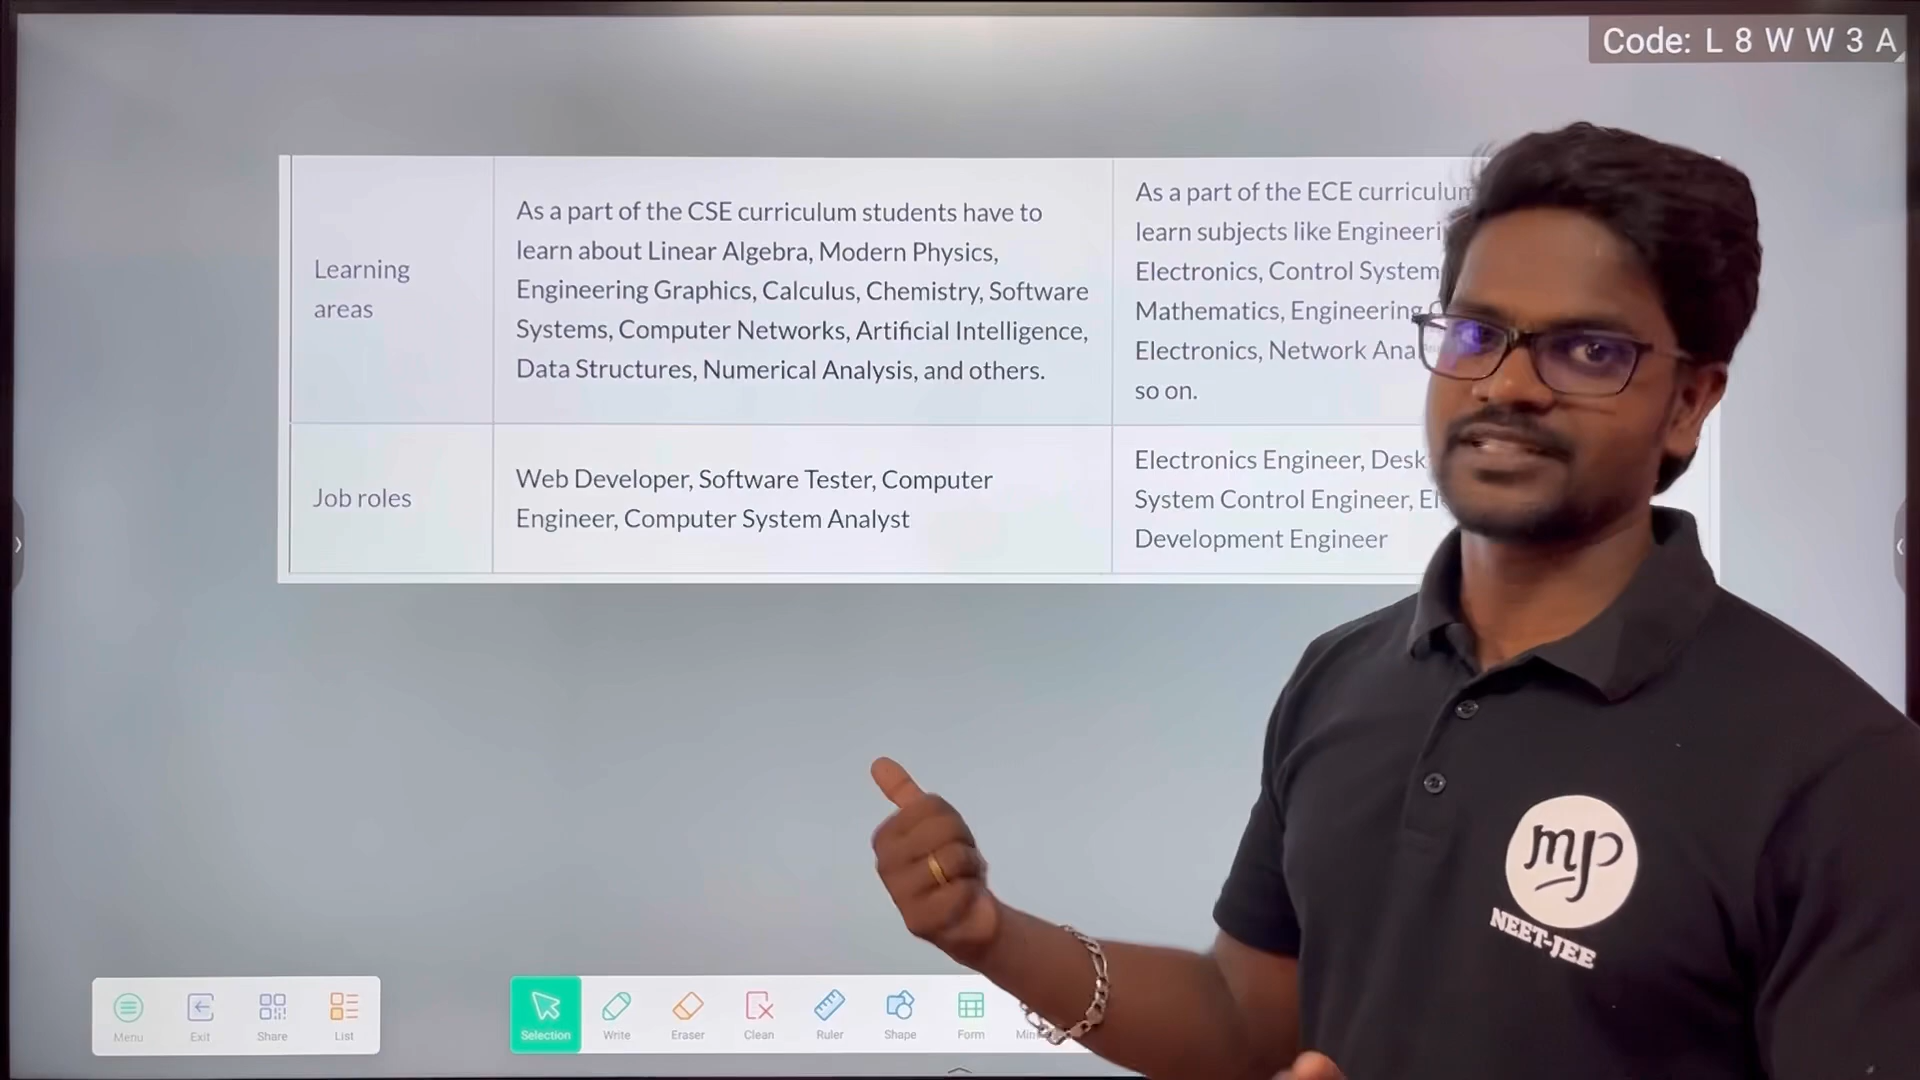 Code: L 8 W W 3 A
Learning
areas
As a part of the CSE curriculum students have to
learn about Linear Algebra, Modern Physics,
Engineering Graphics, Calculus, Chemistry, Software
Systems, Computer Networks, Artificial Intelligence,
Data Structures, Numerical Analysis, and others.
As a part of the ECE curriculum
learn subjects like
Electronics, Control System
Mathematics, Engineering
Electronics, Network
so on.
Job roles
Web Developer, Software Tester, Computer
Engineer, Computer System Analyst
Electronics Engineer, Desk
System Control Engineer,
Development Engineer
mp
NEET-JEE
Menu
Exit
Share
List
Selection
Write
Eraser
Clean
Ruler
Shape
Form